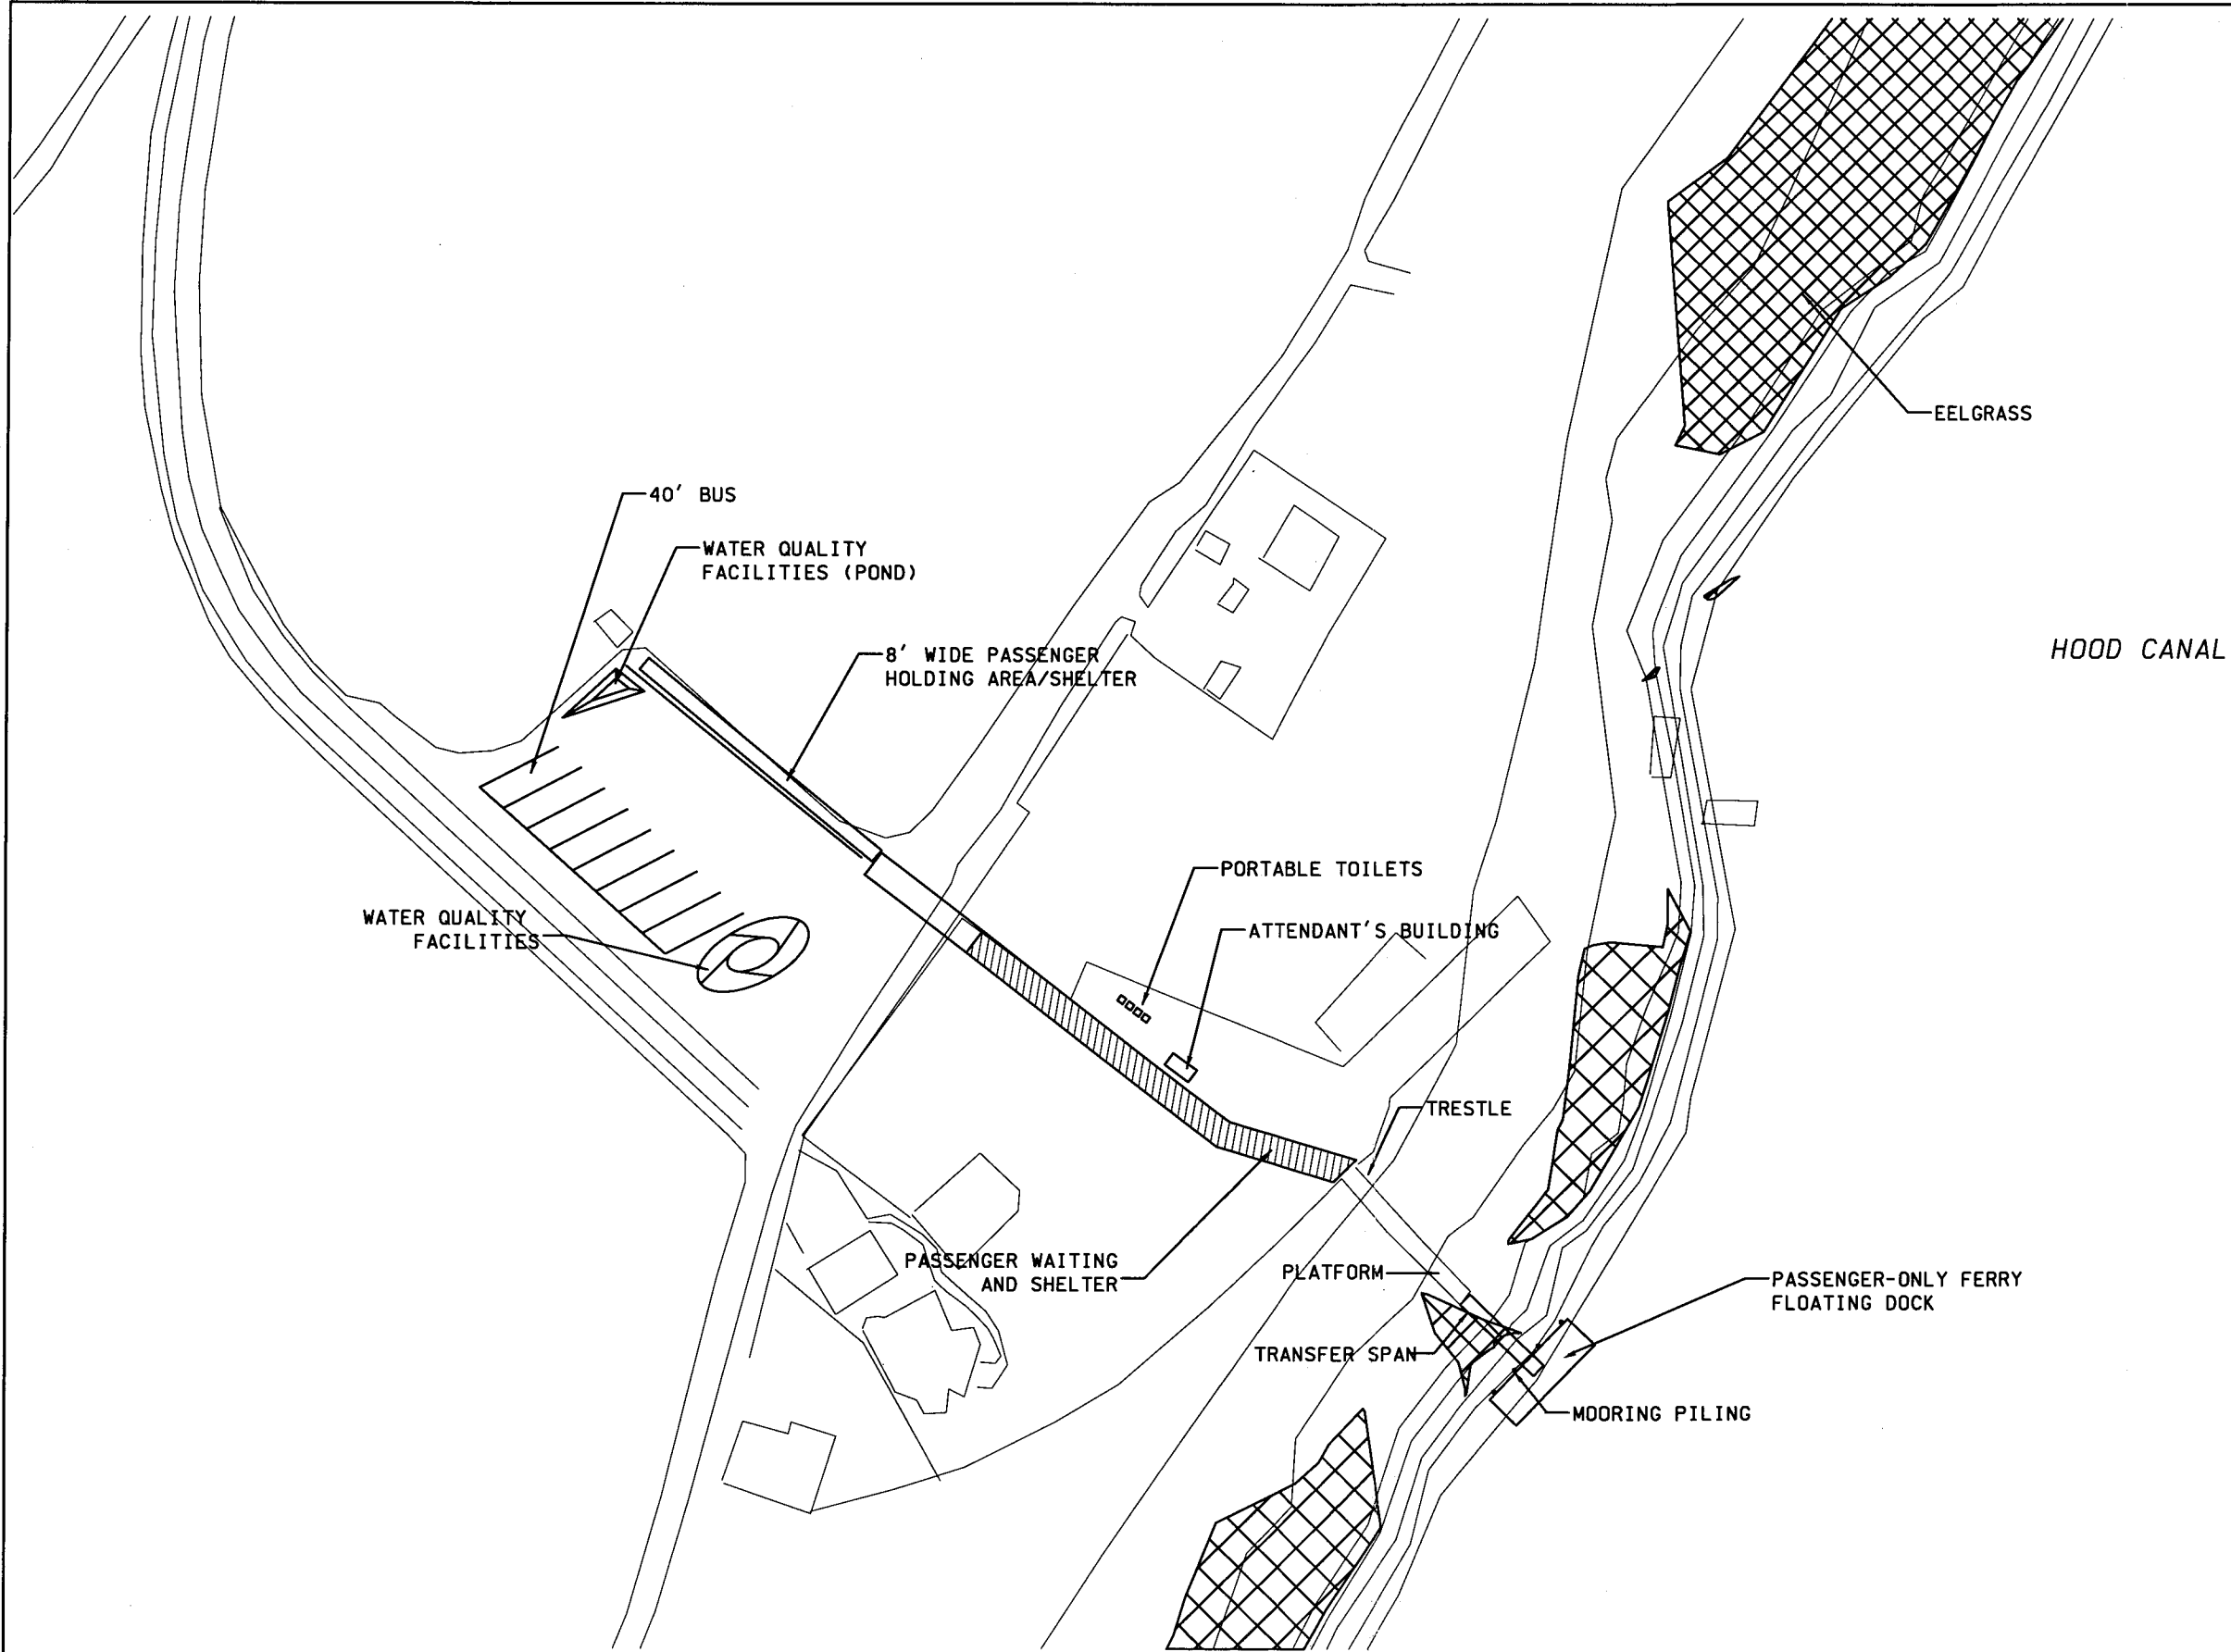 EELGRASS
40' BUS
WATER QUALITY
FACILITIES (POND)
HOOD CANAL
8' WIDE PASSENGER
HOLDING AREA/SHELTER
PORTABLE TOILETS
WATER QUALITY
FACILITIES
ATTENDANT'S BUILDING
TRESTLE
PASSENGER WAITING
AND SHELTER
PLATFORM
PASSENGER-ONLY FERRY
FLOATING DOCK
TRANSFER SPAN
MOORING PILING